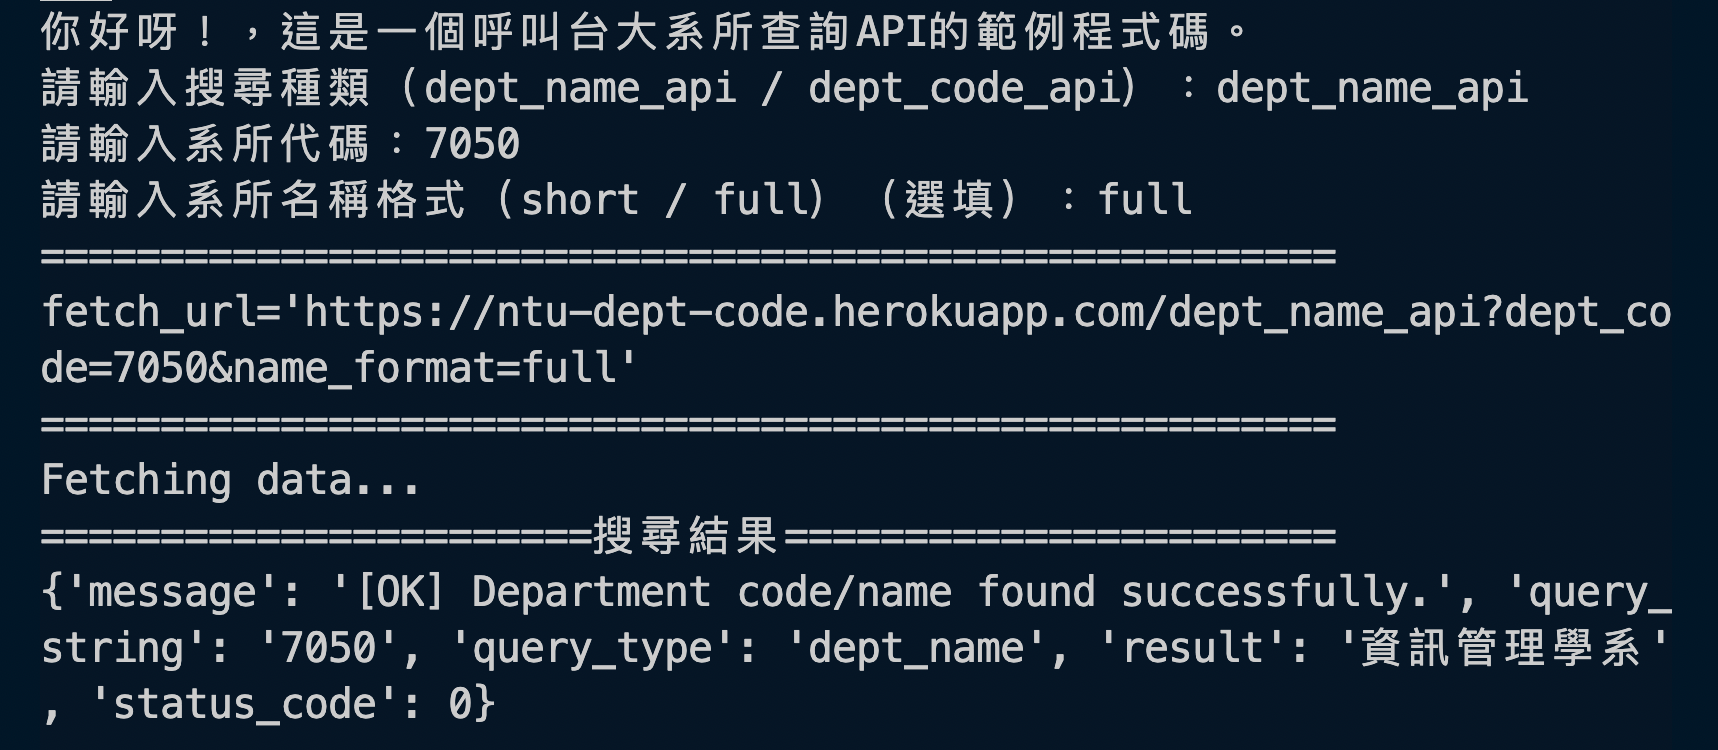 你好呀！，這是一個呼叫台大系所查詢API的範例程式碼。
請輸入搜尋種類（dept_name_api / dept_code_api）：dept_name_api
請輸入系所代碼：7050
請輸入系所名稱格式（short / full）（選填）：full
======================================================
fetch_url='https://ntu-dept-code.herokuapp.com/dept_name_api?dept_co
de=7050&name_format=full'
======================================================
Fetching data...
=======================搜尋結果=======================
{'message': '[OK] Department code/name found successfully.', 'query_
string': '7050', 'query_type': 'dept_name', 'result': '資訊管理學系'
, 'status_code': 0}